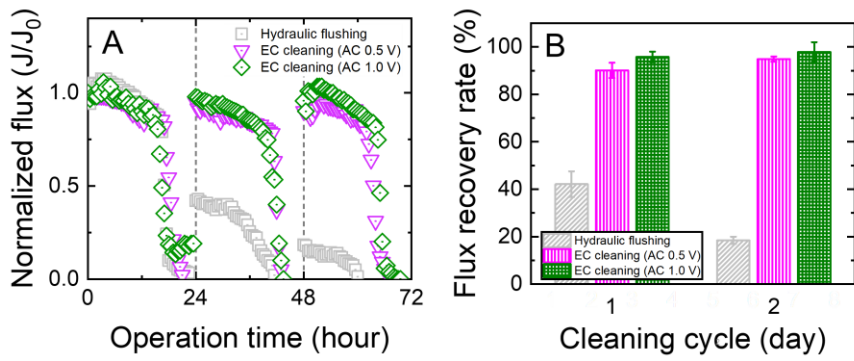 A
Hydraulic flushing
EC cleaning (AC 0.5 V)
EC cleaning (AC 1.0 V)
Normalized flux (J/J0)
1.0
0.5
0.0
0 24 48 72
Operation time (hour)
B
Flux recovery rate (%)
100
80
60
40
20
0
Hydraulic flushing
EC cleaning (AC 0.5 V)
EC cleaning (AC 1.0 V)
1 2
Cleaning cycle (day)